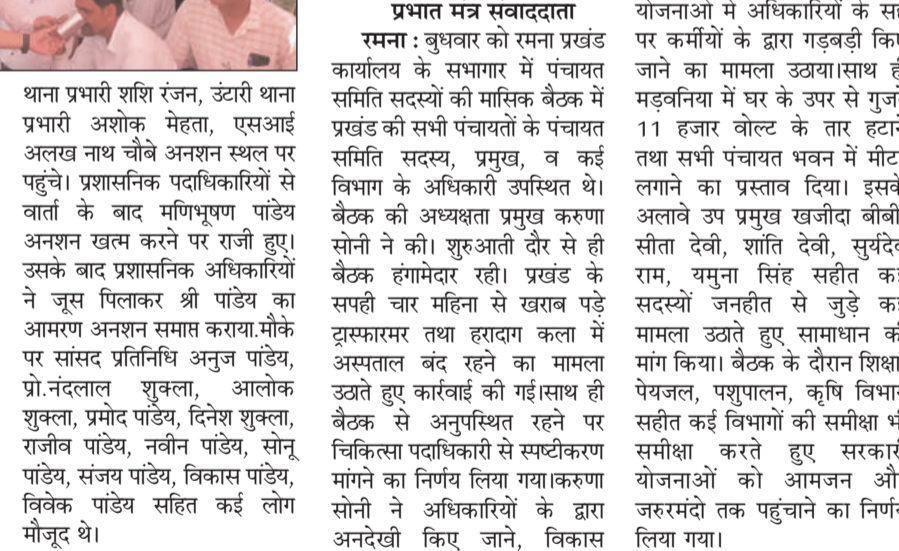 थाना प्रभारी शशि रंजन, उंटारी थाना
प्रभारी अशोक मेहता, एसआई
अलख नाथ चौबे अनशन स्थल पर
पहुंचे। प्रशासनिक पदाधिकारियों से
वार्ता के बाद मणिभूषण पांडेय
अनशन खत्म करने पर राजी हुए।
उसके बाद प्रशासनिक अधिकारियों
ने जूस पिलाकर श्री पांडेय का
आमरण अनशन समाप्त कराया.मौके
पर सांसद प्रतिनिधि अनुज पांडेय,
प्रो.नंदलाल शुक्ला, आलोक
शुक्ला, प्रमोद पांडेय, दिनेश शुक्ला,
राजीव पांडेय, नवीन पांडेय, सोनू
पांडेय, संजय पांडेय, विकास पांडेय,
विवेक पांडेय सहित कई लोग
मौजूद थे।
प्रभात मंत्र संवाददाता
रमना : बुधवार को रमना प्रखंड
कार्यालय के सभागार में पंचायत
समिति सदस्यों की मासिक बैठक में
प्रखंड की सभी पंचायतों के पंचायत
समिति सदस्य, प्रमुख, व कई
विभाग के अधिकारी उपस्थित थे।
बैठक की अध्यक्षता प्रमुख करुणा
सोनी ने की। शुरुआती दौर से ही
बैठक हंगामेदार रही। प्रखंड के
सपही चार महिना से खराब पड़े
ट्रास्फारमर तथा हरादाग कला में
अस्पताल बंद रहने का मामला
उठाते हुए कार्रवाई की गई।साथ ही
बैठक से अनुपस्थित रहने पर
चिकित्सा पदाधिकारी से स्पष्टीकरण
मांगने का निर्णय लिया गया।करुणा
सोनी ने अधिकारियों के द्वारा
अनदेखी किए जाने, विकास
योजनाओं में अधिकारियों के
पर कर्मीयों के द्वारा गड़बड़ी
जाने का मामला उठाया।साथ
मड़वनिया में घर के उपर से
11 हजार वोल्ट के तार
तथा सभी पंचायत भवन में
लगाने का प्रस्ताव दिया।
अलावे उप प्रमुख खजीदा बीबी
सीता देवी, शांति देवी,
राम, यमुना सिंह सहीत
सदस्यों जनहीत से जुड़े
मामला उठाते हुए सामाधान
मांग किया। बैठक के दौरान शिक्षा
पेयजल, पशुपालन, कृषि
सहीत कई विभागों की समीक्षा
समीक्षा करते हुए
योजनाओं को आमजन
जरुरमंदो तक पहुंचाने का
लिया गया।